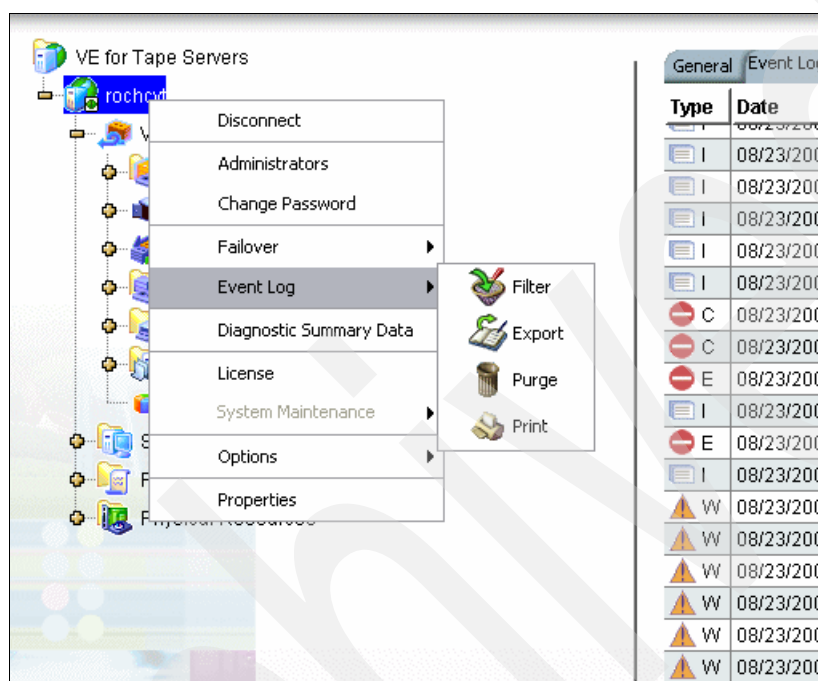 VE for Tape Servers
rochcvt
Disconnect
Administrators
Change Password
Failover
Event Log
Diagnostic Summary Data
License
System Maintenance
Options
Properties
Filter
Export
Purge
Print
General Event Log
Type Date
I 08/23/200
I 08/23/200
I 08/23/200
I 08/23/200
I 08/23/200
C 08/23/200
C 08/23/200
E 08/23/200
I 08/23/200
E 08/23/200
I 08/23/200
W 08/23/200
W 08/23/200
W 08/23/200
W 08/23/200
W 08/23/200
W 08/23/200